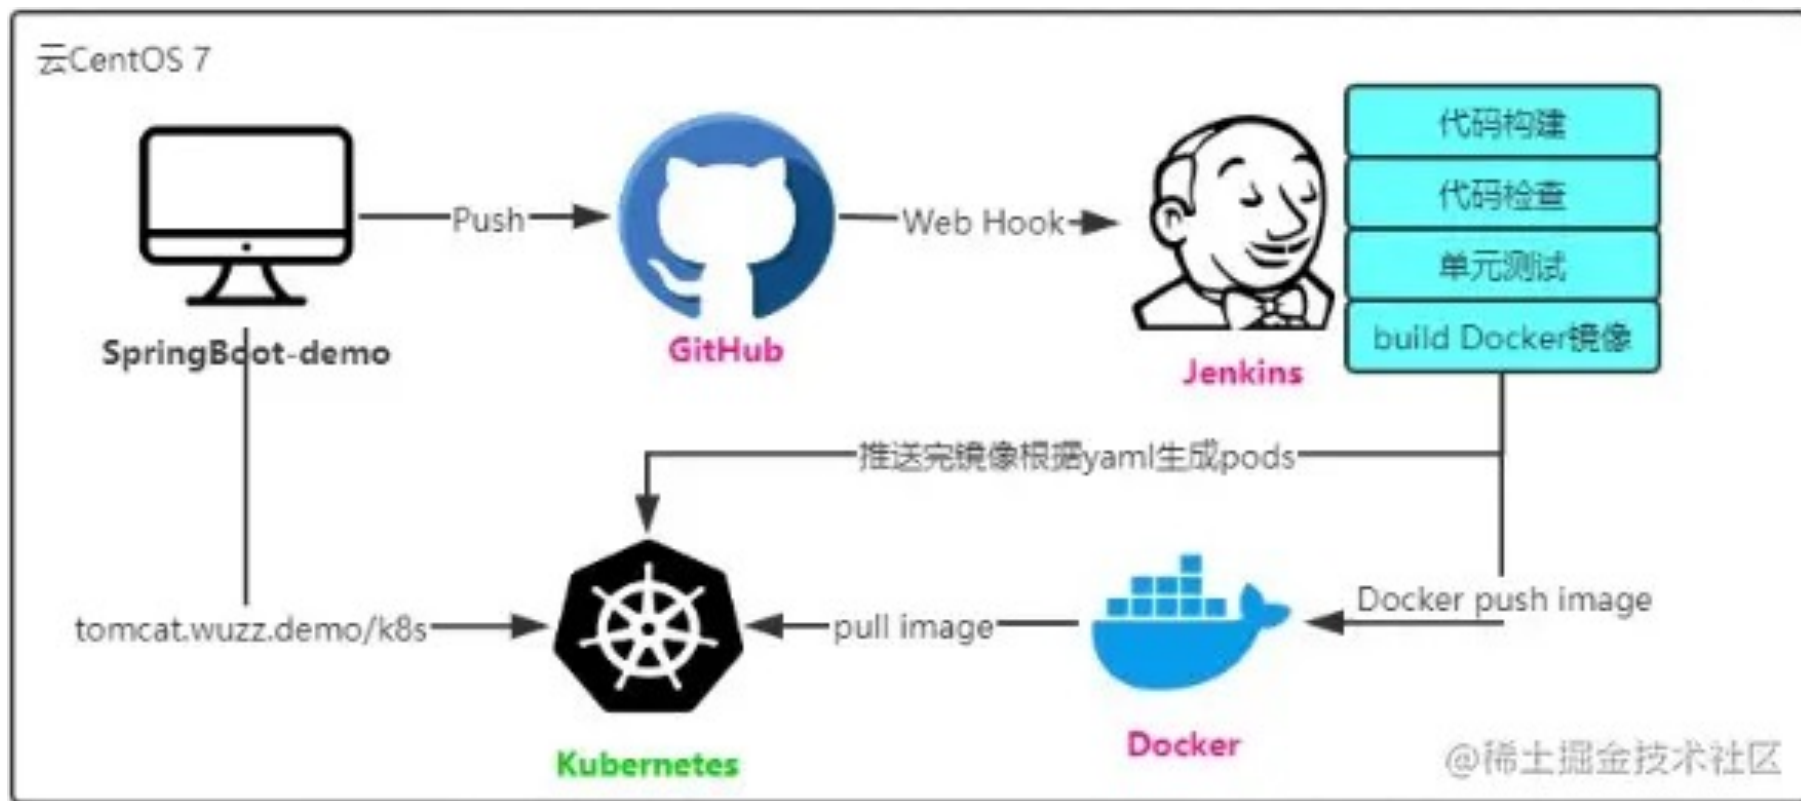 云CentOS 7
代码构建
代码检查
单元测试
build Docker镜像
Push
Web Hook
SpringBoot-demo
GitHub
Jenkins
推送完镜像根据yaml生成pods
tomcat.wuzz.demo/k8s
pull image
Docker push image
Kubernetes
Docker
@稀土掘金技术社区